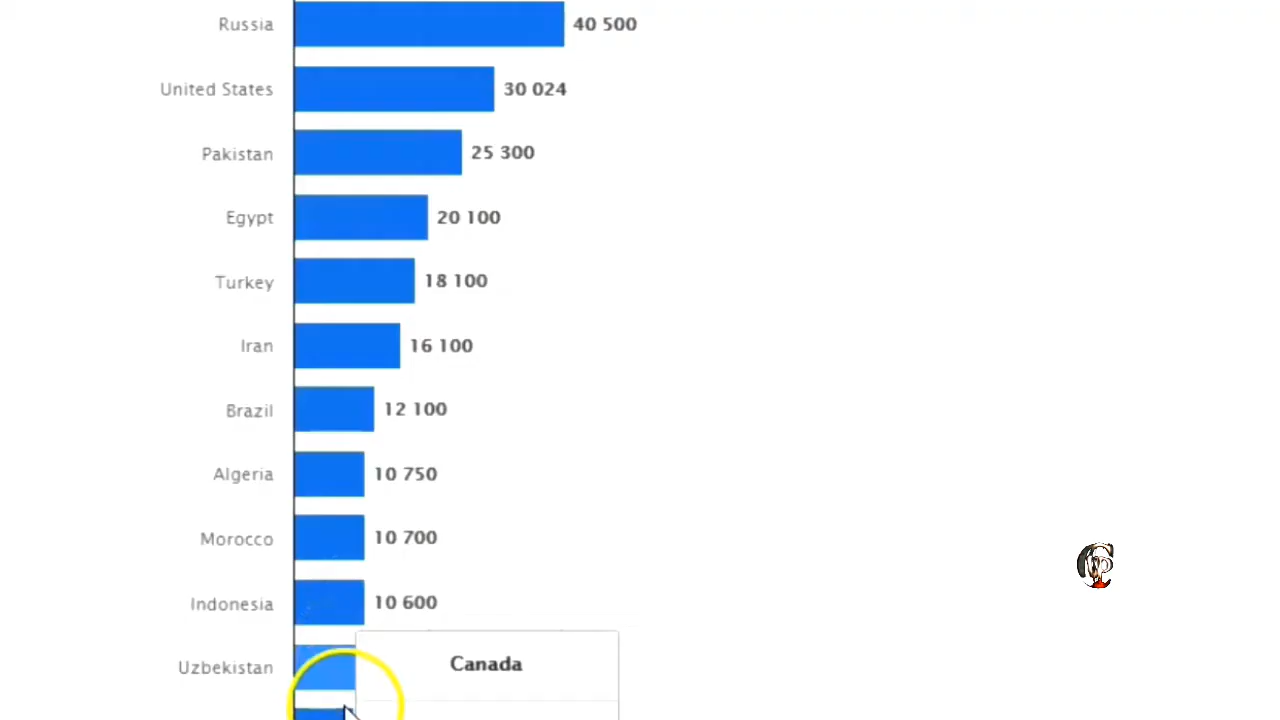 Russia 40 500
United States 30 024
Pakistan 25 300
Egypt 20 100
Turkey 18 100
Iran 16 100
Brazil 12 100
Algeria 10 750
Morocco 10 700
Indonesia 10 600
Uzbekistan
Canada